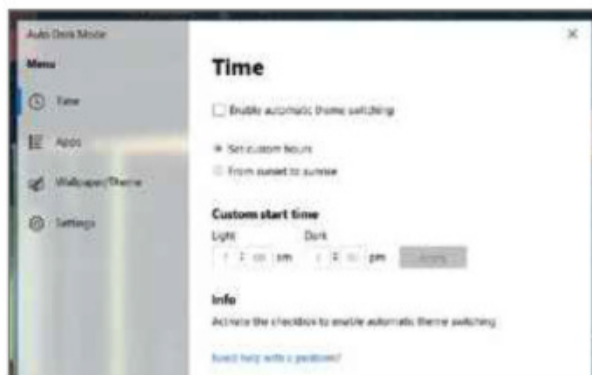 Auto Dark Mode
Menu
Time
Apps
Wallpaper/Theme
Settings
Time
Enable automatic theme switching
Set custom hours
From sunset to sunrise
Custom start time
Light Dark
am pm Apply
Info
Activate the checkbox to enable automatic theme switching
Need help with a problem?